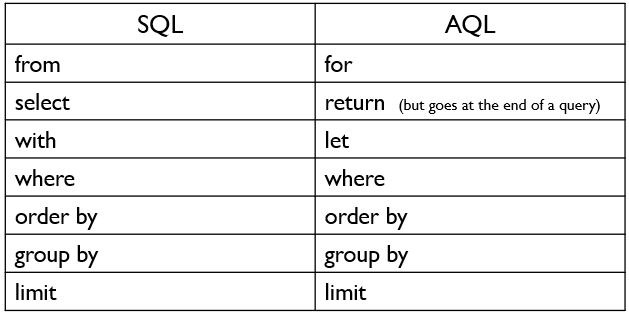 SQL AQL
from for
select return (but goes at the end of a query)
with let
where where
order by order by
group by group by
limit limit